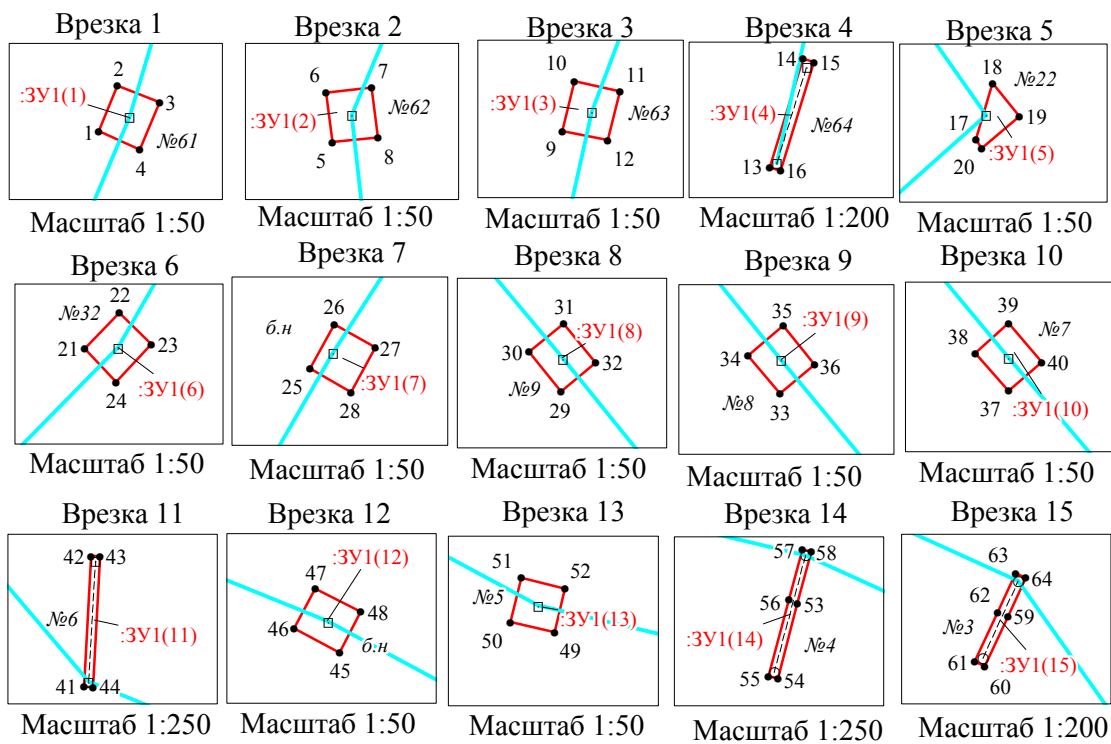 Врезка 1
2
:ЗУ1(1)
3
1
№61
4
Масштаб 1:50
Врезка 2
7
6
№62
:ЗУ1(2)
5
8
Масштаб 1:50
Врезка 3
10
11
:ЗУ1(3)
№63
9
12
Масштаб 1:50
Врезка 4
14
15
:ЗУ1(4)
№64
13
16
Масштаб 1:200
Врезка 5
18
№22
17
19
:ЗУ1(5)
20
Масштаб 1:50
Врезка 6
№32
22
21
23
:ЗУ1(6)
24
Масштаб 1:50
Врезка 7
б.н
26
27
25
:ЗУ1(7)
28
Масштаб 1:50
Врезка 8
31
:ЗУ1(8)
30
32
№9
29
Масштаб 1:50
Врезка 9
35
:ЗУ1(9)
34
36
№8
33
Масштаб 1:50
Врезка 10
39
№7
38
40
37
:ЗУ1(10)
Масштаб 1:50
Врезка 11
42
43
№6
:ЗУ1(11)
41
44
Масштаб 1:250
Врезка 12
:ЗУ1(12)
47
48
46
б.н
45
Масштаб 1:50
Врезка 13
51
52
№5
:ЗУ1(13)
50
49
Масштаб 1:50
Врезка 14
57
58
56
53
:ЗУ1(14)
№4
55
54
Масштаб 1:250
Врезка 15
63
64
62
59
№3
:ЗУ1(15)
61
60
Масштаб 1:200